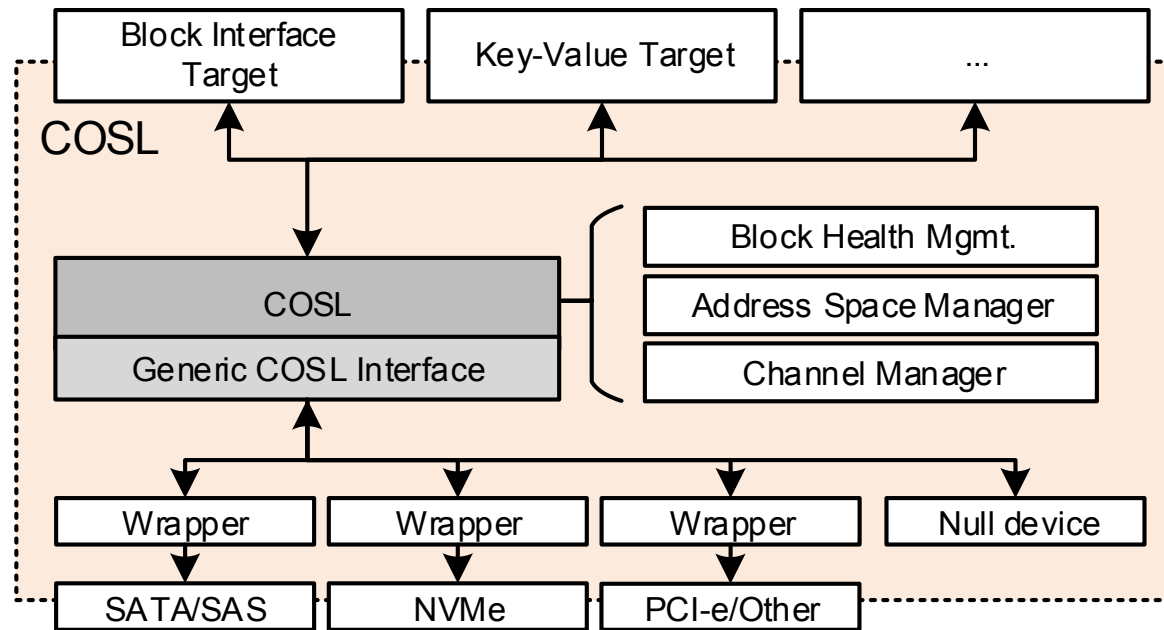 Block Interface
Target
Key-Value Target
...
COSL
Block Health Mgmt.
COSL
Address Space Manager
Generic COSL Interface
Channel Manager
Wrapper
Wrapper
Wrapper
Null device
SATA/SAS
NVMe
PCI-e/Other